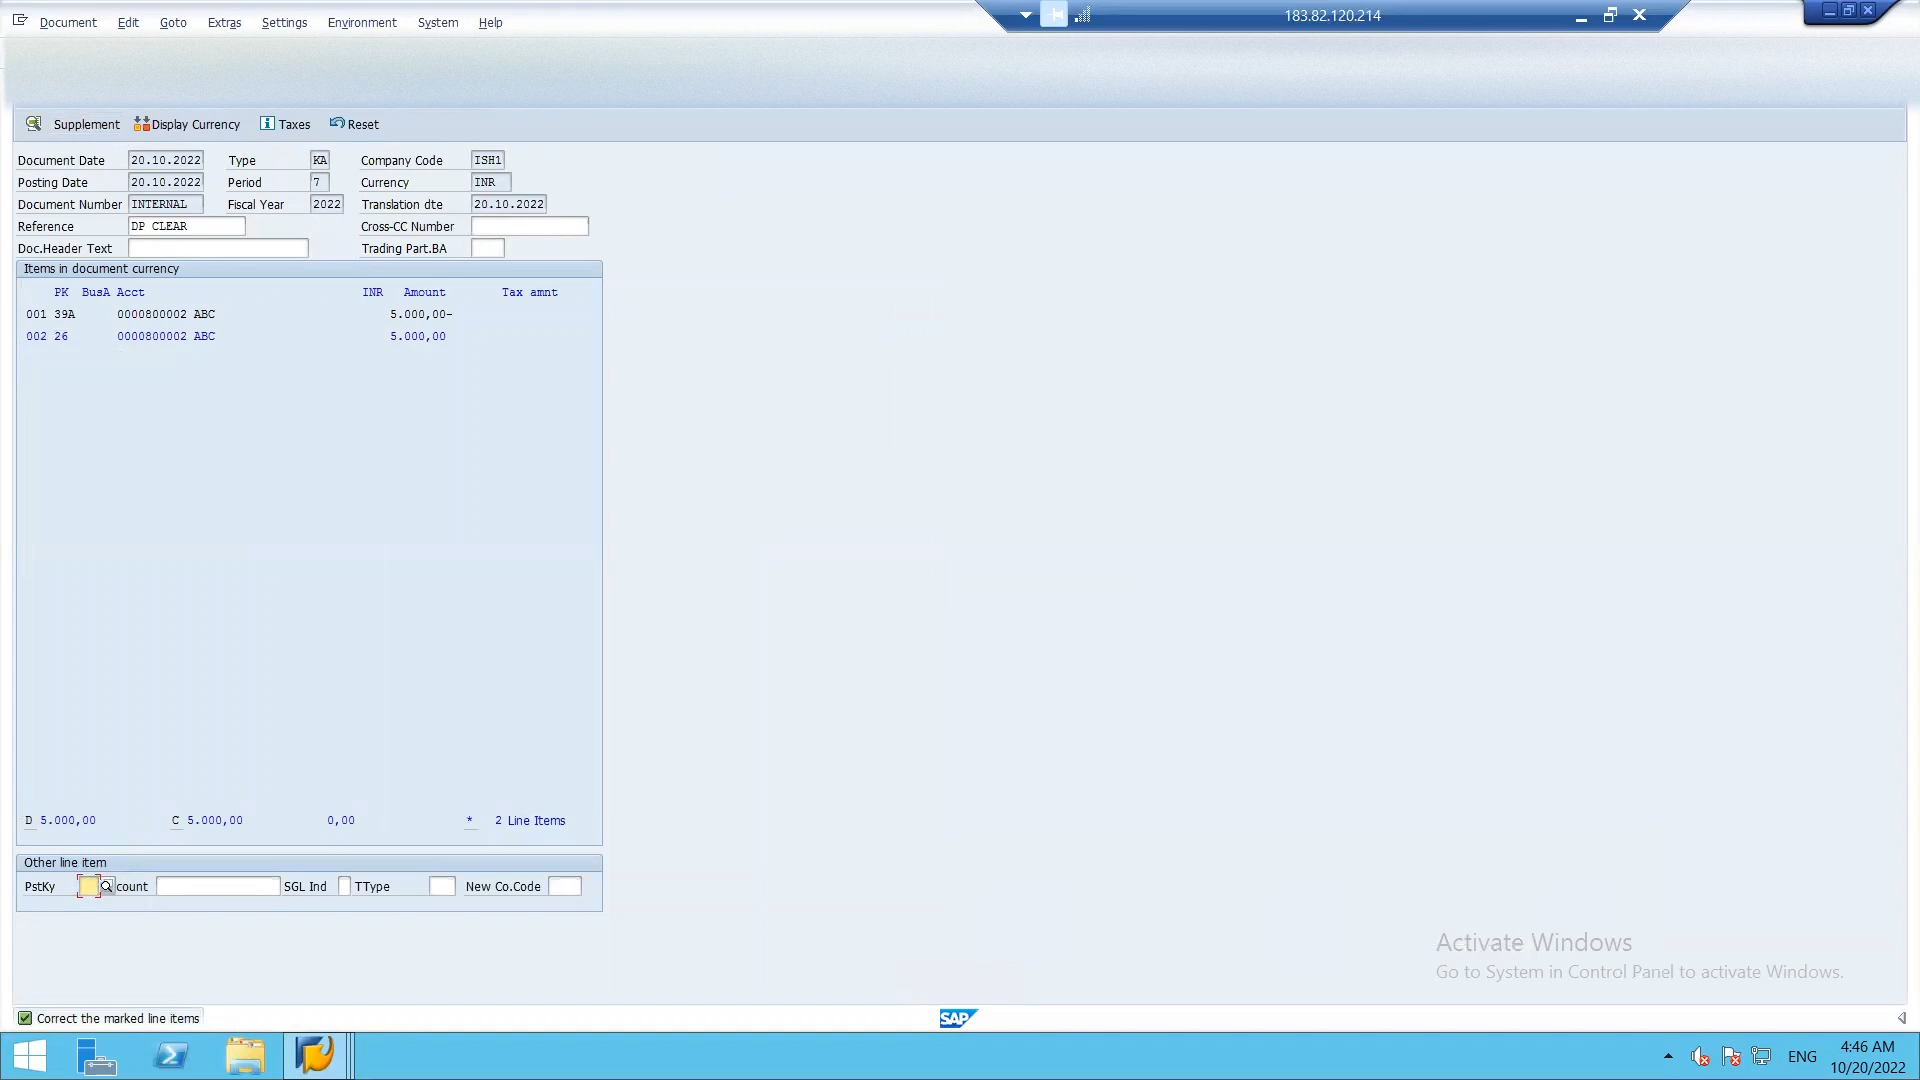 Document Edit Goto Extras Settings Environment System Help
183.82.120.214
Supplement Display Currency Taxes Reset
Document Date 20.10.2022 Type KA Company Code ISH1
Posting Date 20.10.2022 Period 7 Currency INR
Document Number INTERNAL Fiscal Year 2022 Translation dte 20.10.2022
Reference DP CLEAR Cross-CC Number
Doc.Header Text Trading Part.BA
Items in document currency
PK BusA Acct INR Amount Tax amnt
001 39A 0000800002 ABC 5.000,00-
002 26 0000800002 ABC 5.000,00
D 5.000,00 C 5.000,00 0,00 * 2 Line Items
Other line item
PstKy count SGL Ind TType New Co.Code
Activate Windows
Go to System in Control Panel to activate Windows.
Correct the marked line items
SAP
ENG
4:46 AM
10/20/2022